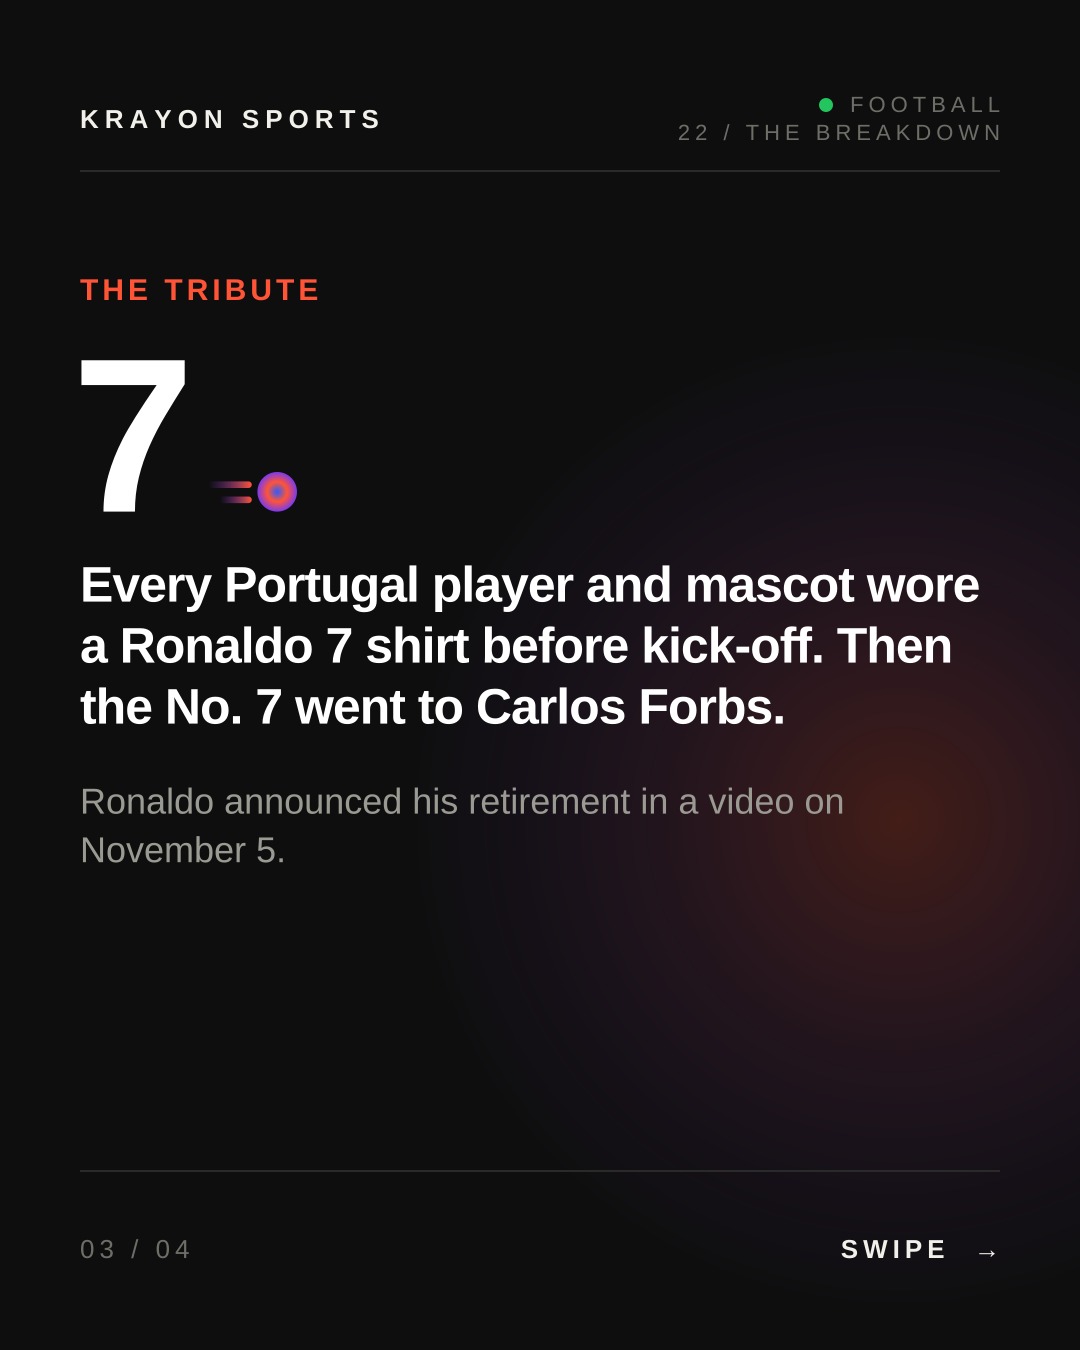 KRAYON SPORTS
FOOTBALL
22 / THE BREAKDOWN
THE TRIBUTE
7
Every Portugal player and mascot wore
a Ronaldo 7 shirt before kick-off. Then
the No. 7 went to Carlos Forbs.
Ronaldo announced his retirement in a video on
November 5.
03 / 04
SWIPE →